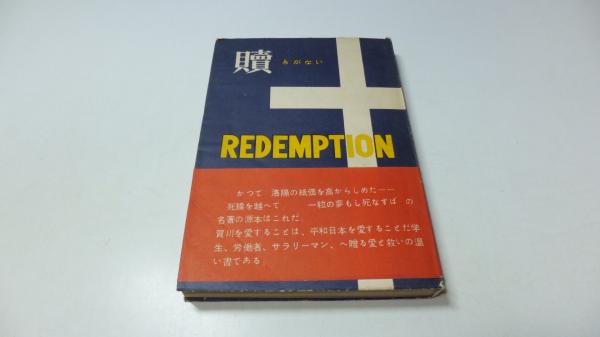 贖
あがない
REDEMPTION
かつて 洛陽の紙価を高からしめた──
死線を越へて 一粒の麥もし死なずば の
名著の源本はこれだ
賀川を愛することは、平和日本を愛することだ学
生、労働者、サラリーマン、へ贈る愛と救いの温
い書である